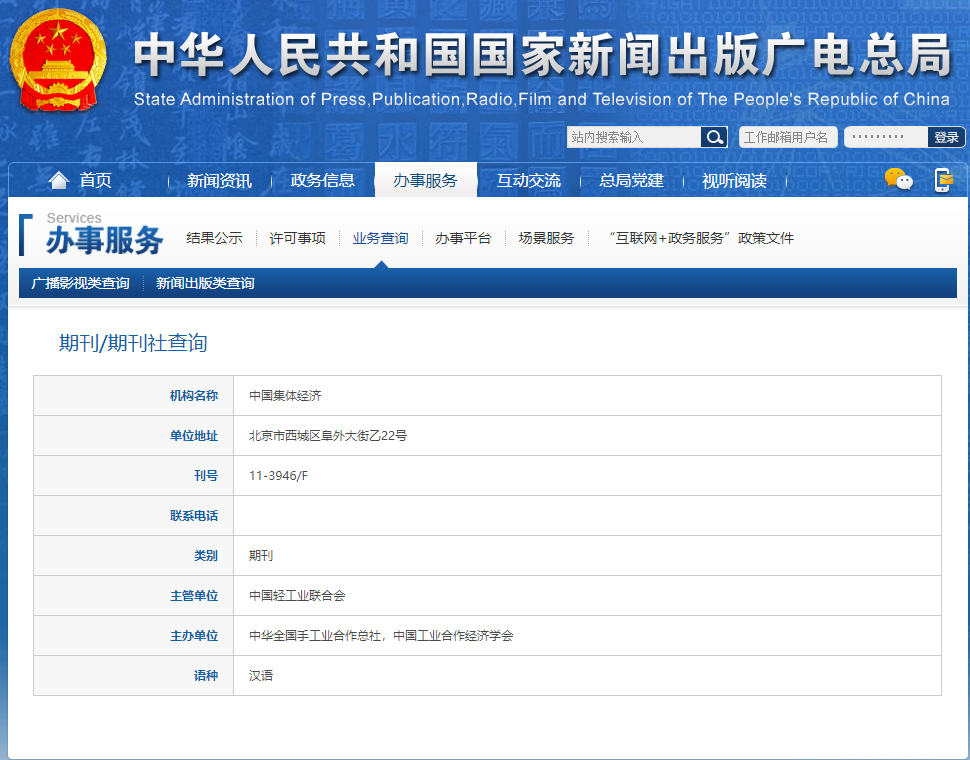 中华人民共和国国家新闻出版广电总局
State Administration of Press,Publication,Radio,Film and Television of The People's Republic of China
站内搜索输入 工作邮箱用户名 ········· 登录
首页 新闻资讯 政务信息 办事服务 互动交流 总局党建 视听阅读
Services
办事服务 结果公示 许可事项 业务查询 办事平台 场景服务 “互联网+政务服务”政策文件
广播影视类查询 新闻出版类查询
期刊/期刊社查询
机构名称 中国集体经济
单位地址 北京市西城区阜外大街乙22号
刊号 11-3946/F
联系电话
类别 期刊
主管单位 中国轻工业联合会
主办单位 中华全国手工业合作总社，中国工业合作经济学会
语种 汉语